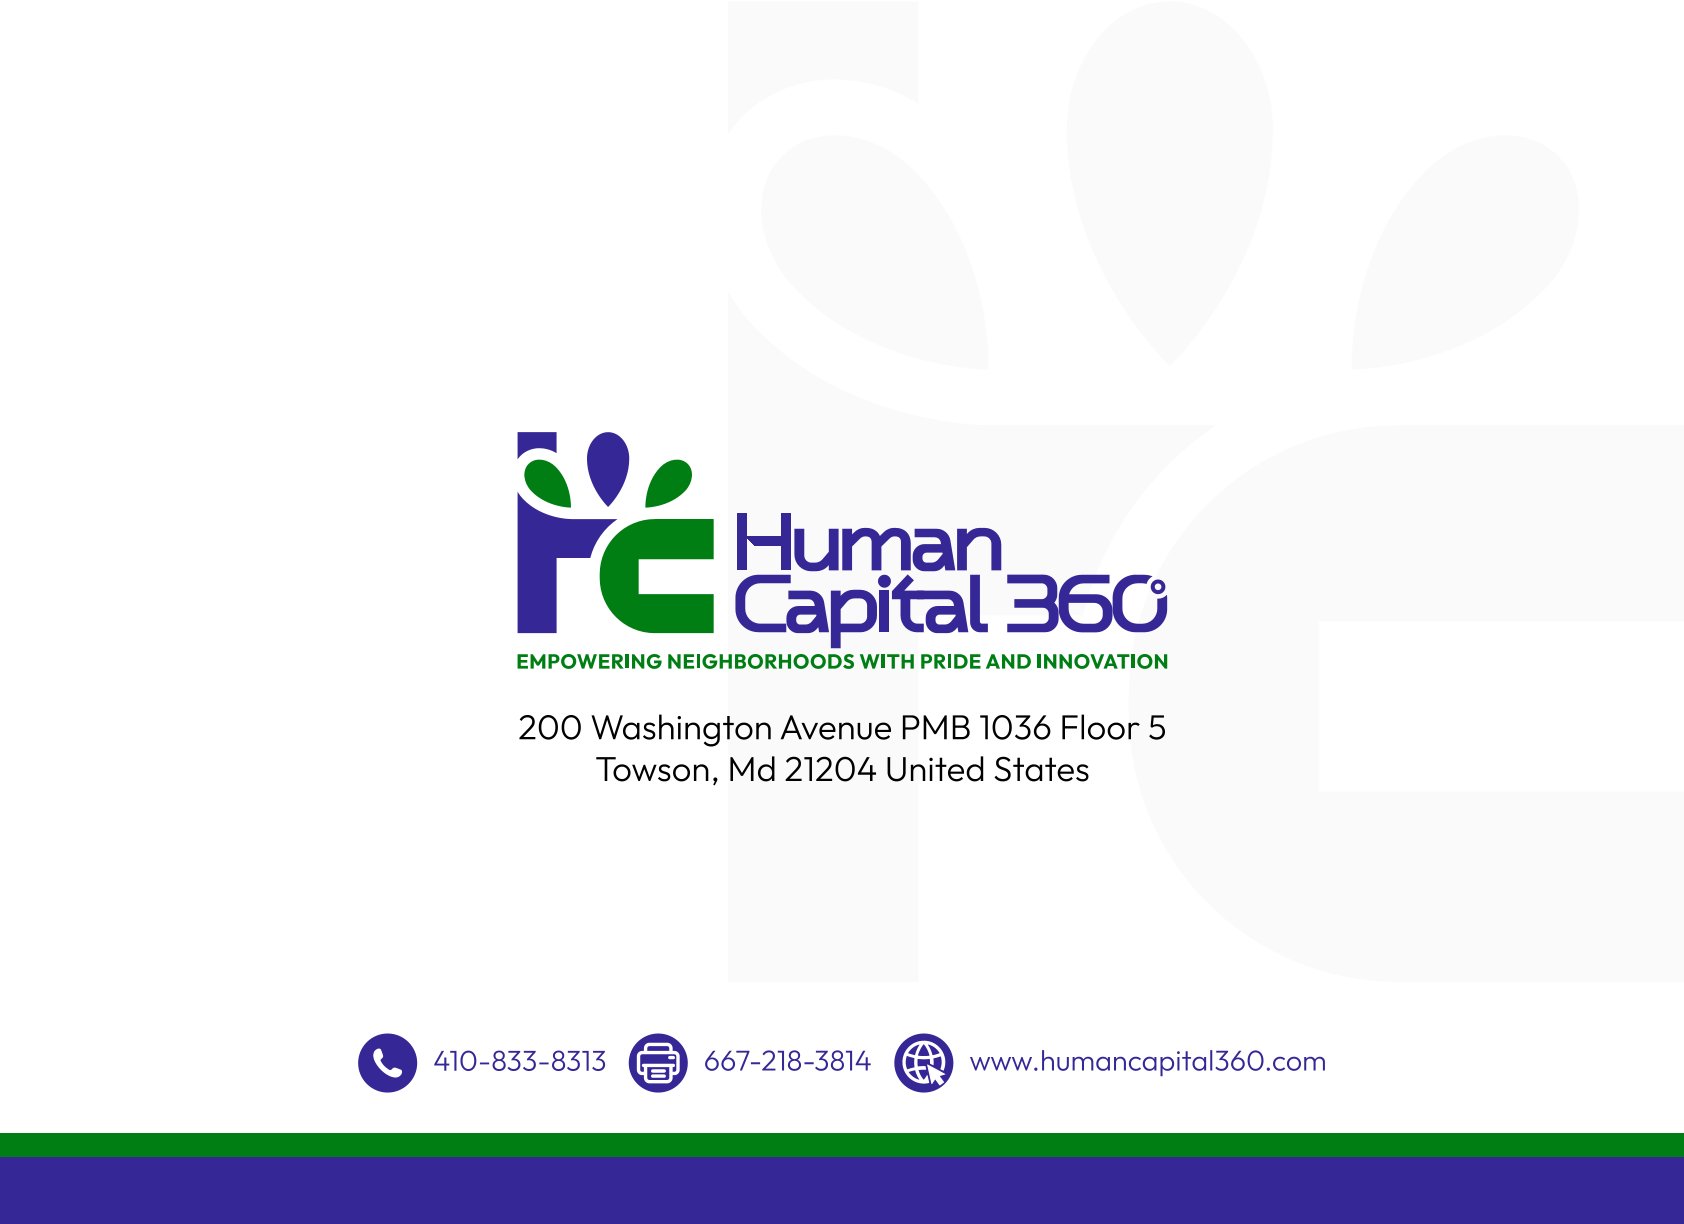 Human
Capital 360°
EMPOWERING NEIGHBORHOODS WITH PRIDE AND INNOVATION
200 Washington Avenue PMB 1036 Floor 5
Towson, Md 21204 United States
410-833-8313 667-218-3814 www.humancapital360.com